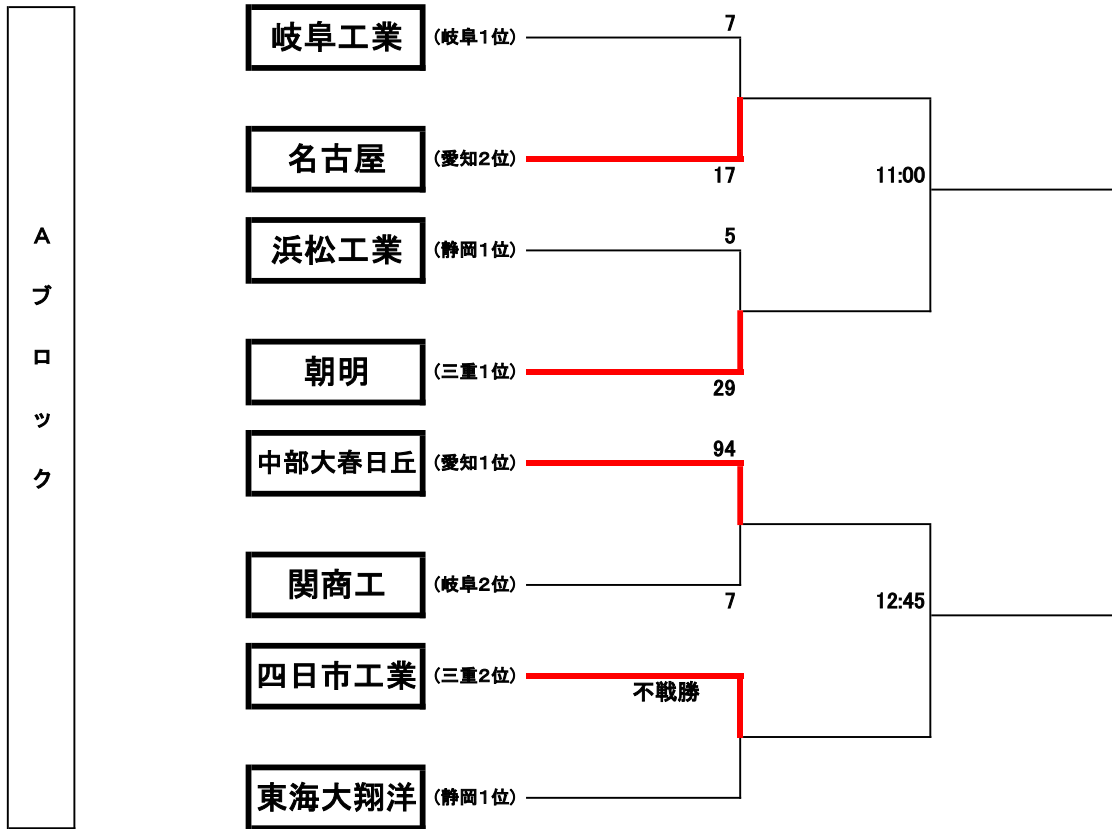 Aブロック
岐阜工業 (岐阜1位) 7
名古屋 (愛知2位) 17
11:00
浜松工業 (静岡1位) 5
朝明 (三重1位) 29
中部大春日丘 (愛知1位) 94
関商工 (岐阜2位) 7
12:45
四日市工業 (三重2位) 不戦勝
東海大翔洋 (静岡1位)